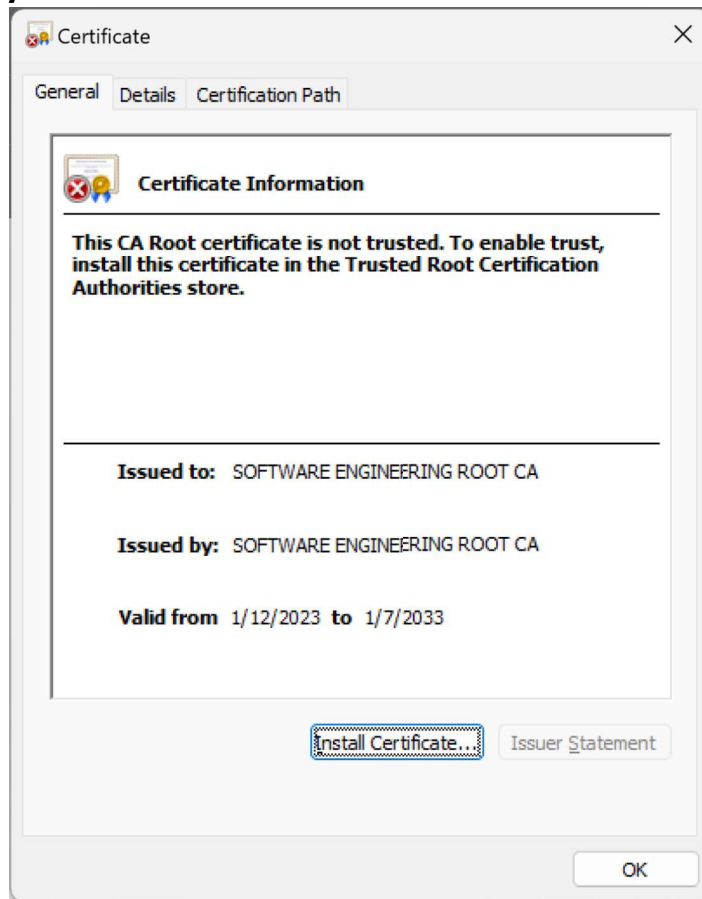 Certificate
General Details Certification Path
Certificate Information
This CA Root certificate is not trusted. To enable trust,
install this certificate in the Trusted Root Certification
Authorities store.
Issued to: SOFTWARE ENGINEERING ROOT CA
Issued by: SOFTWARE ENGINEERING ROOT CA
Valid from 1/12/2023 to 1/7/2033
Install Certificate... Issuer Statement
OK